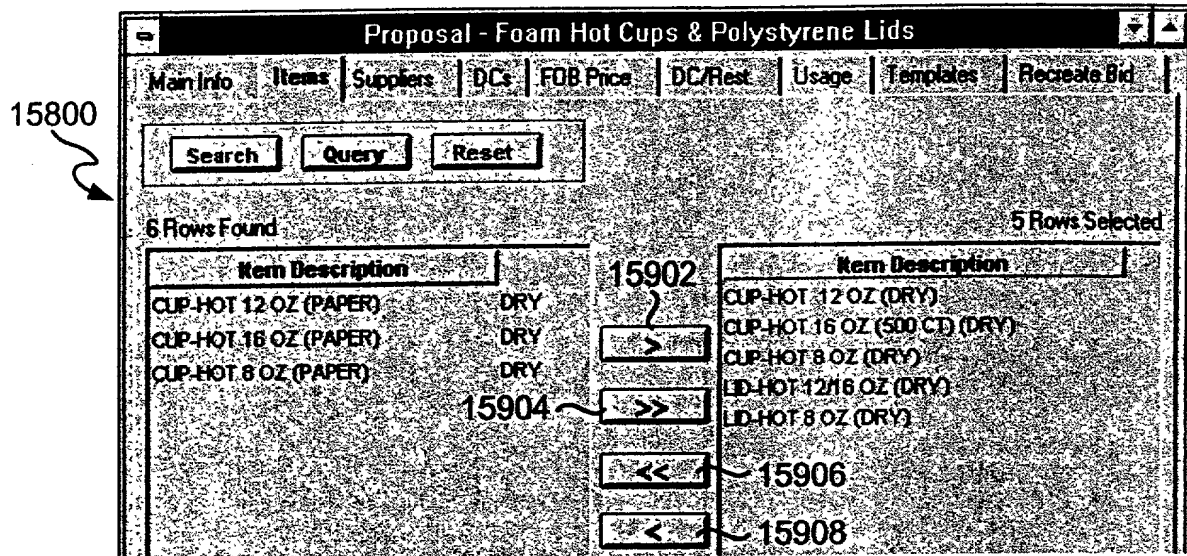 Proposal - Foam Hot Cups & Polystyrene Lids
Main Info Items Suppliers DCs FOB Price DC/Rest Usage Templates Recreate Bid
15800
Search Query Reset
6 Rows Found
5 Rows Selected
Item Description
CUP-HOT 12 OZ (PAPER) DRY
CUP-HOT 16 OZ (PAPER) DRY
CUP-HOT 8 OZ (PAPER) DRY
15902
>
15904 >>
<< 15906
< 15908
Item Description
CUP-HOT 12 OZ (DRY)
CUP-HOT 16 OZ (500 CT) (DRY)
CUP-HOT 8 OZ (DRY)
LID-HOT 12/16 OZ (DRY)
LID-HOT 8 OZ (DRY)